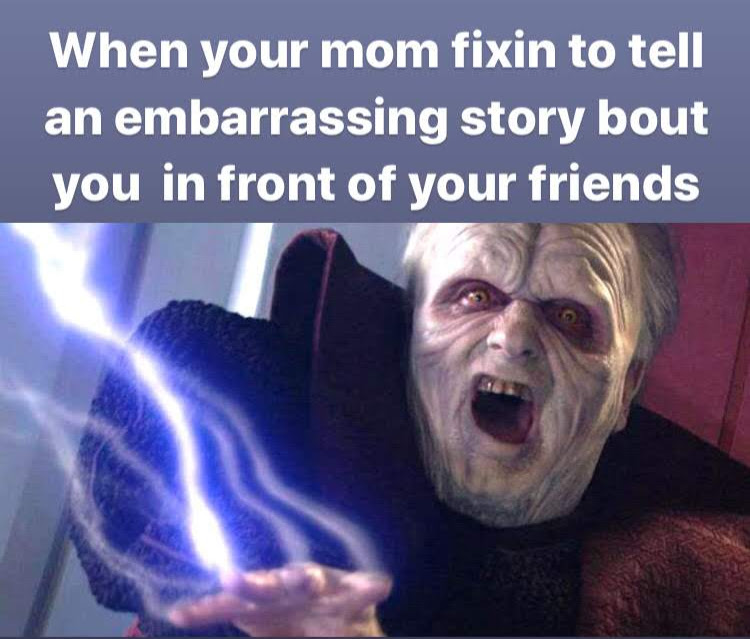 When your mom fixin to tell
an embarrassing story bout
you in front of your friends